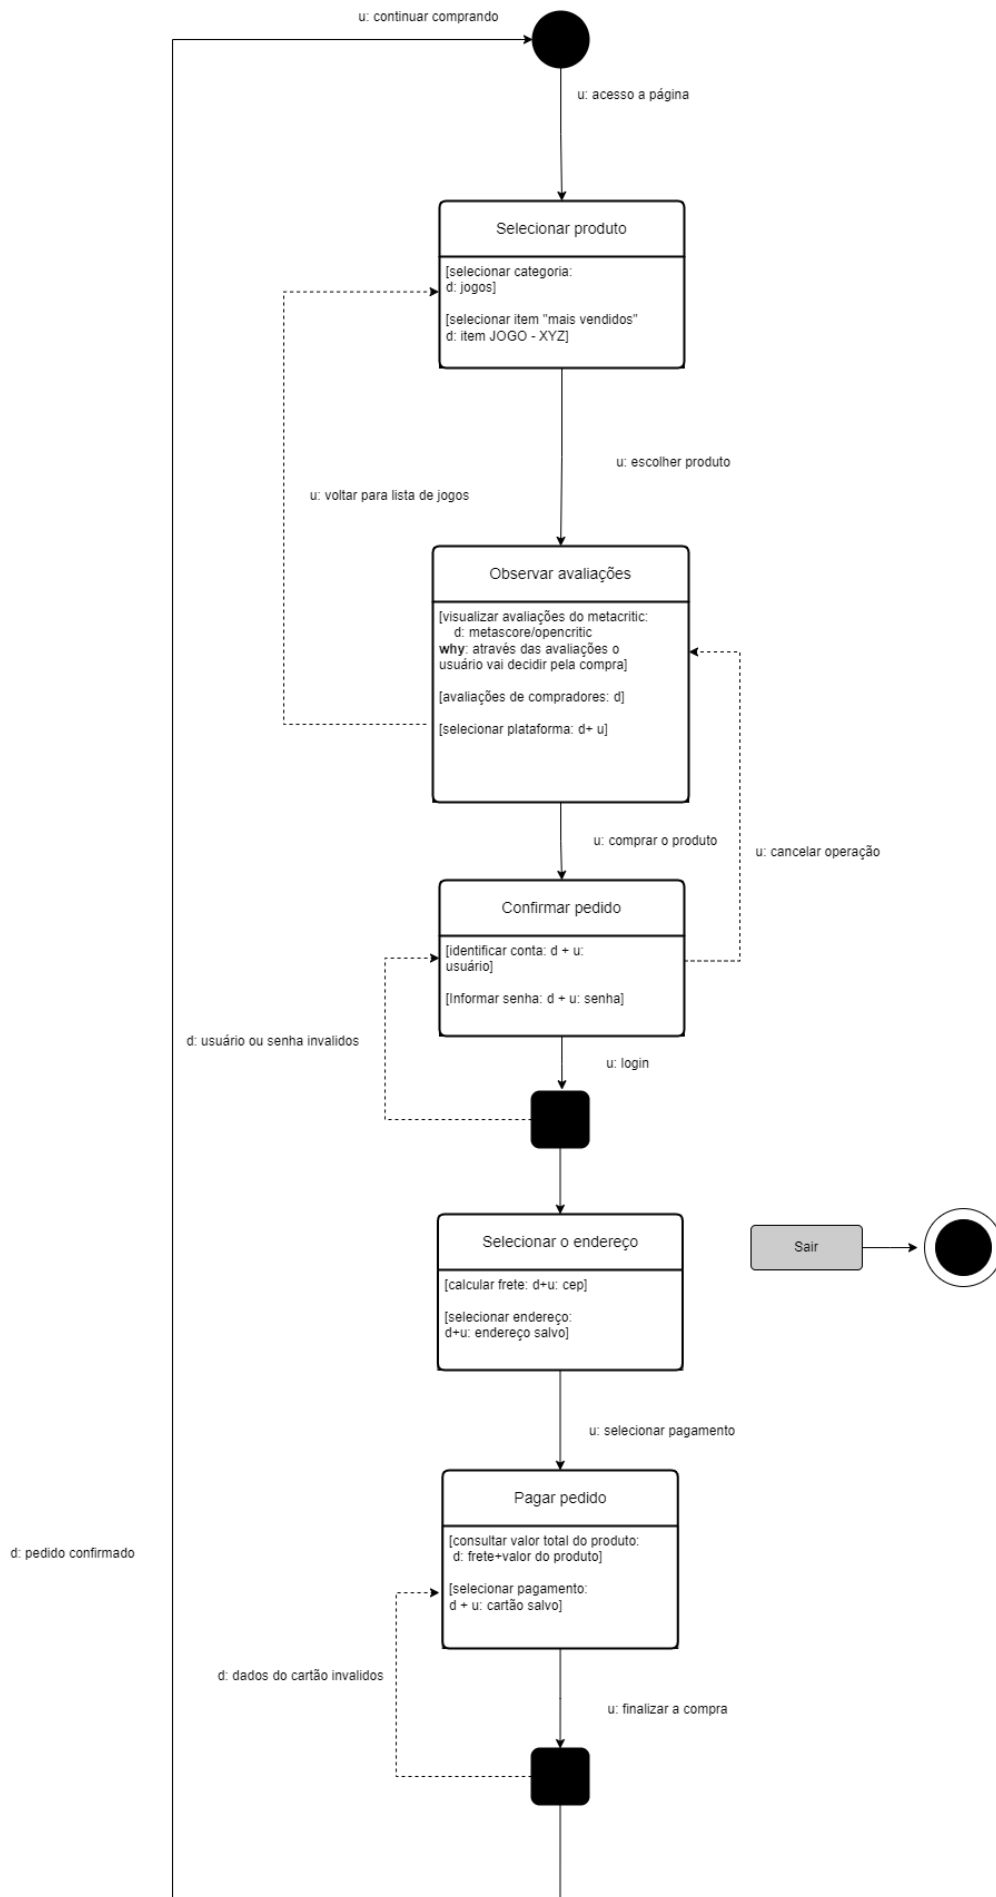 u: continuar comprando
u: acesso a página
Selecionar produto
[selecionar categoria:
d: jogos]
[selecionar item "mais vendidos"
d: item JOGO - XYZ]
u: escolher produto
u: voltar para lista de jogos
Observar avaliações
[visualizar avaliações do metacritic:
d: metascore/opencritic
why: através das avaliações o
usuário vai decidir pela compra]
[avaliações de compradores: d]
[selecionar plataforma: d+ u]
u: comprar o produto
u: cancelar operação
Confirmar pedido
[identificar conta: d + u:
usuário]
[Informar senha: d + u: senha]
d: usuário ou senha invalidos
u: login
Selecionar o endereço
[calcular frete: d+u: cep]
[selecionar endereço:
d+u: endereço salvo]
Sair
u: selecionar pagamento
Pagar pedido
[consultar valor total do produto:
d: frete+valor do produto]
[selecionar pagamento:
d + u: cartão salvo]
d: pedido confirmado
d: dados do cartão invalidos
u: finalizar a compra